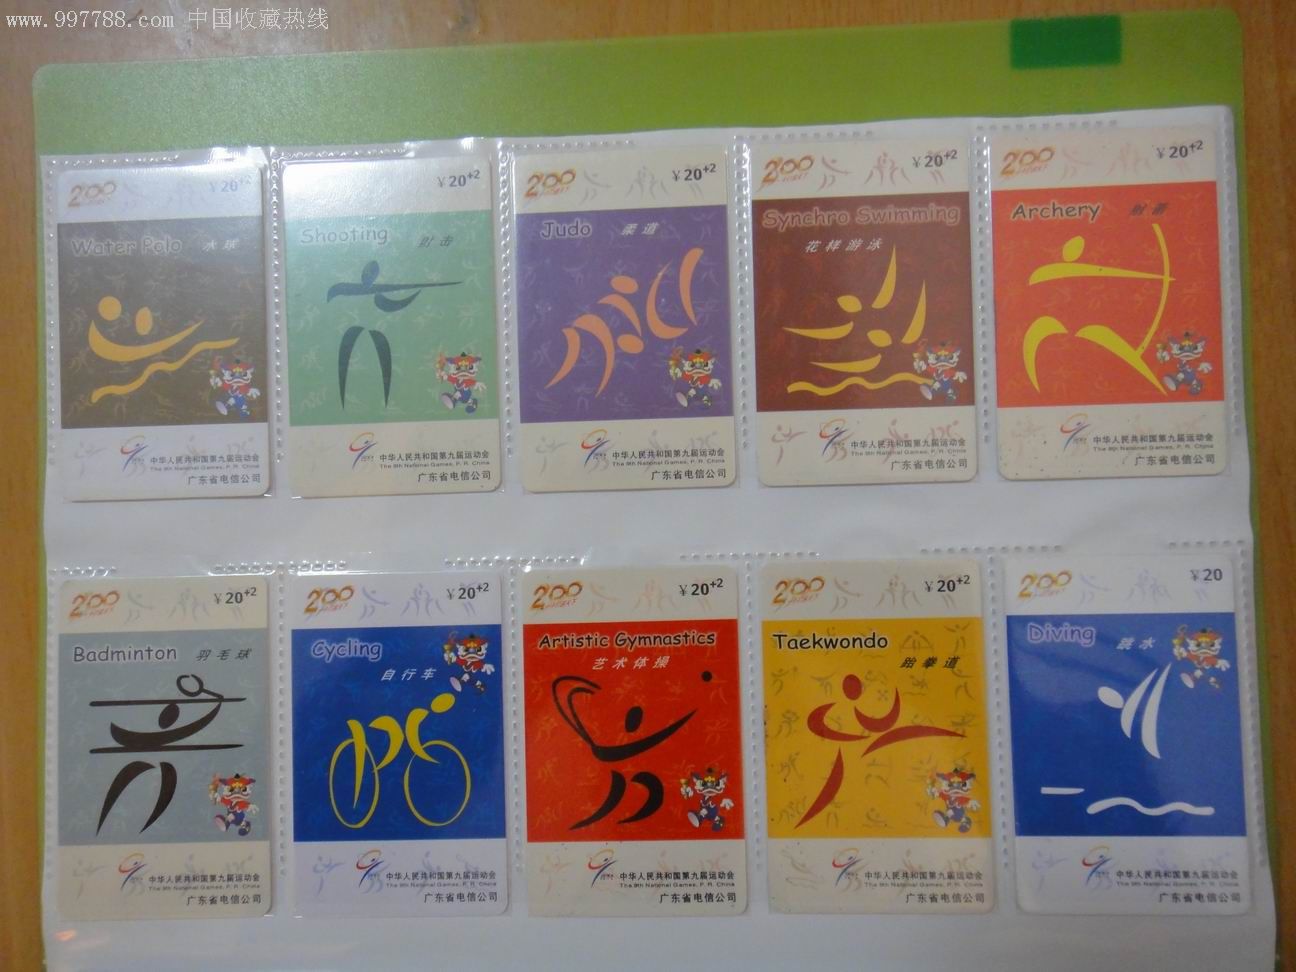 www.997788.com 中国收藏热线
200
¥20+2
Water Polo 水球
中华人民共和国第九届运动会
The 9th National Games, P. R. China
广东省电信公司
¥20+2
Shooting 射击
中华人民共和国第九届运动会
The 9th National Games, P. R. China
广东省电信公司
200
¥20+2
Judo 柔道
中华人民共和国第九届运动会
The 9th National Games, P. R. China
广东省电信公司
200
¥20+2
Synchro Swimming
花样游泳
中华人民共和国第九届运动会
The 9th National Games, P. R. China
广东省电信公司
200
¥20+2
Archery 射箭
中华人民共和国第九届运动会
The 9th National Games, P. R. China
广东省电信公司
200
¥20+2
Badminton 羽毛球
中华人民共和国第九届运动会
The 9th National Games, P. R. China
广东省电信公司
200
¥20+2
Cycling
自行车
中华人民共和国第九届运动会
The 9th National Games, P. R. China
广东省电信公司
200
¥20+2
Artistic Gymnastics
艺术体操
中华人民共和国第九届运动会
The 9th National Games, P. R. China
广东省电信公司
200
¥20+2
Taekwondo
跆拳道
中华人民共和国第九届运动会
The 9th National Games, P. R. China
广东省电信公司
200
¥20
Diving 跳水
中华人民共和国第九届运动会
The 9th National Games, P. R. China
广东省电信公司